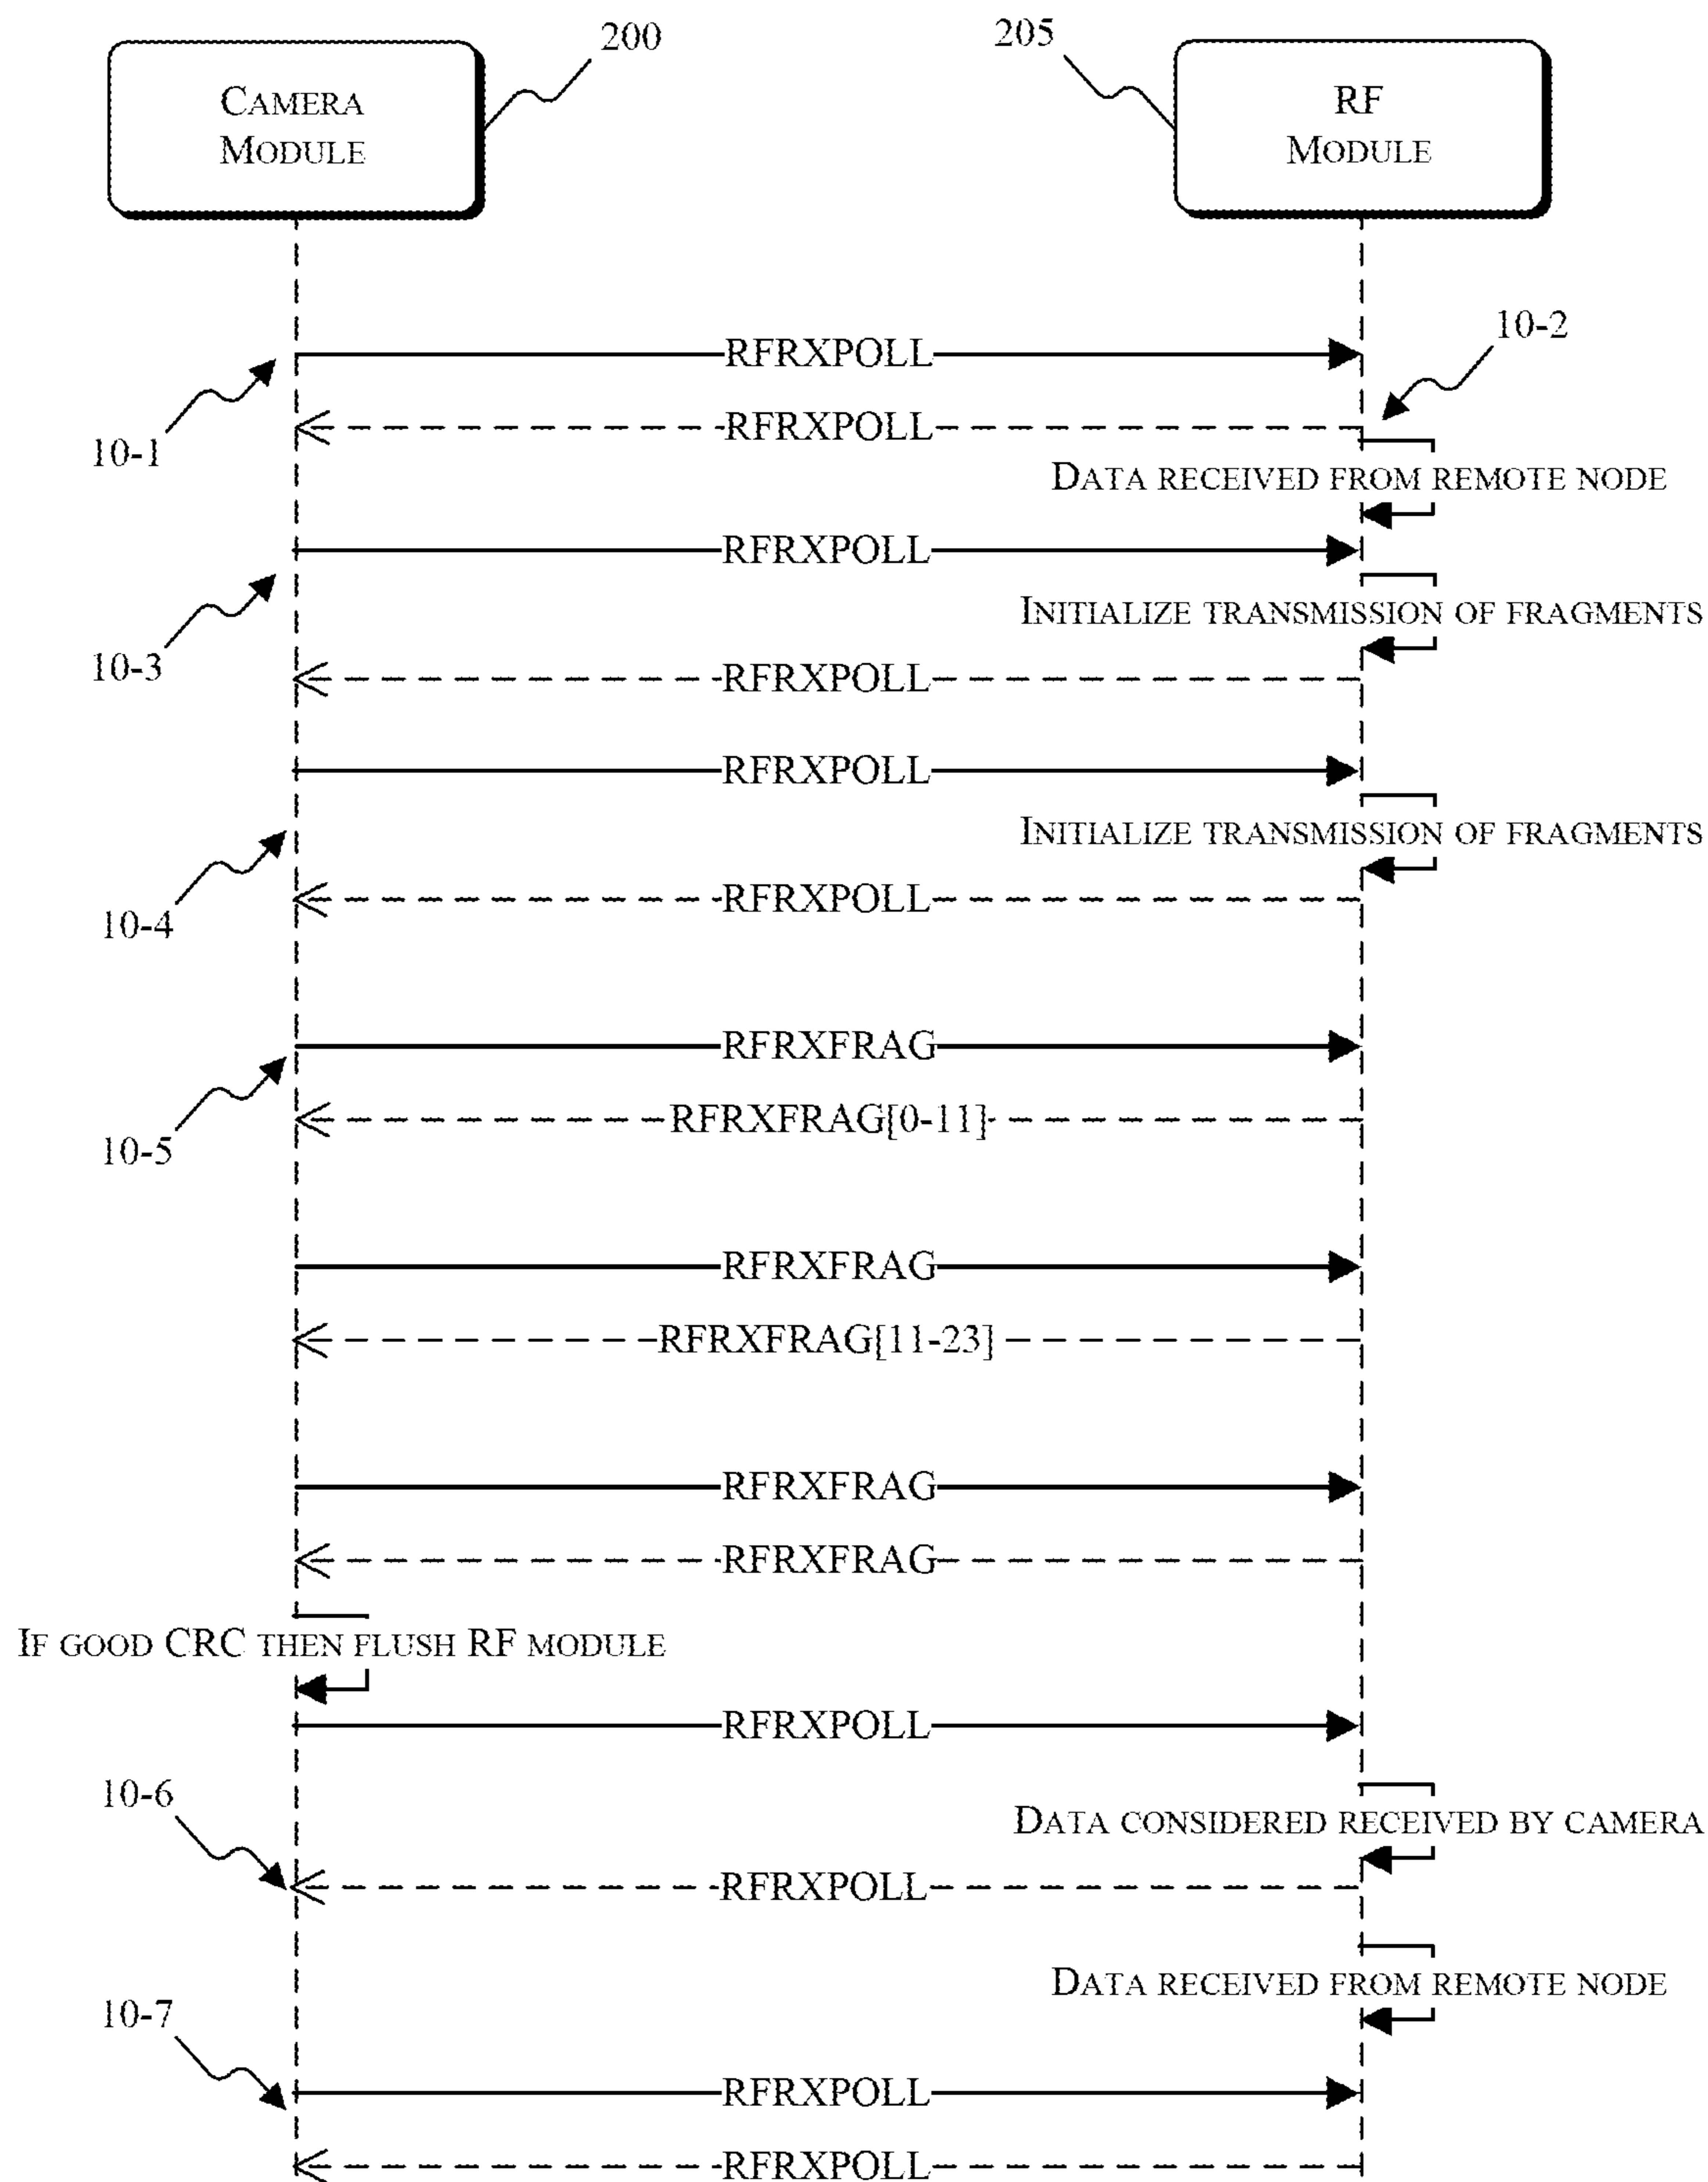 200
205
CAMERA
MODULE
RF
MODULE
10-2
RFRXPOLL
10-1
RFRXPOLL
DATA RECEIVED FROM REMOTE NODE
RFRXPOLL
INITIALIZE TRANSMISSION OF FRAGMENTS
10-3
RFRXPOLL
RFRXPOLL
INITIALIZE TRANSMISSION OF FRAGMENTS
10-4
RFRXPOLL
RFRXFRAG
RFRXFRAG[0-11]
10-5
RFRXFRAG
RFRXFRAG[11-23]
RFRXFRAG
RFRXFRAG
IF GOOD CRC THEN FLUSH RF MODULE
RFRXPOLL
10-6
DATA CONSIDERED RECEIVED BY CAMERA
RFRXPOLL
DATA RECEIVED FROM REMOTE NODE
10-7
RFRXPOLL
RFRXPOLL